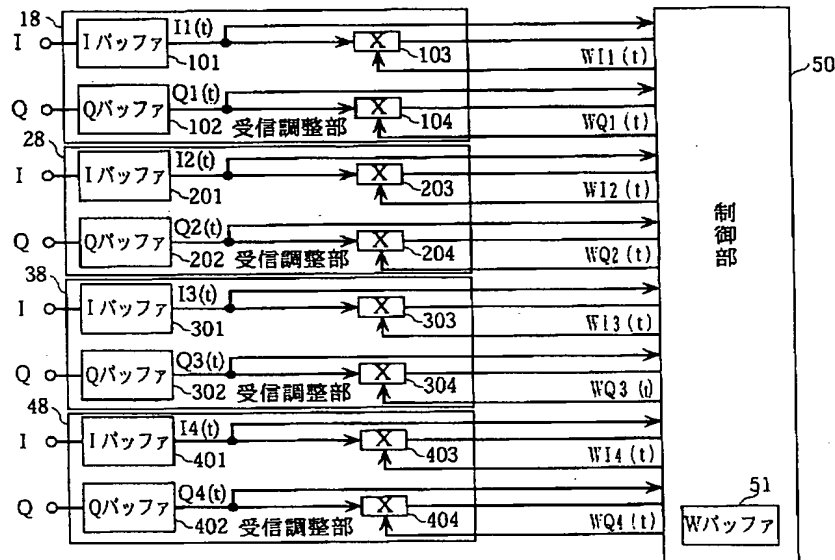 18
I Iバッファ I1(t) X WI1(t)
101 103
50
Q Qバッファ Q1(t) X WQ1(t)
102 受信調整部 104
28
I Iバッファ I2(t) X WI2(t)
201 203
Q Qバッファ Q2(t) X WQ2(t)
202 受信調整部 204
制御部
38
I Iバッファ I3(t) X WI3(t)
301 303
Q Qバッファ Q3(t) X WQ3(t)
302 受信調整部 304
48
I Iバッファ I4(t) X WI4(t)
401 403
Q Qバッファ Q4(t) X WQ4(t)
402 受信調整部 404
51
Wバッファ